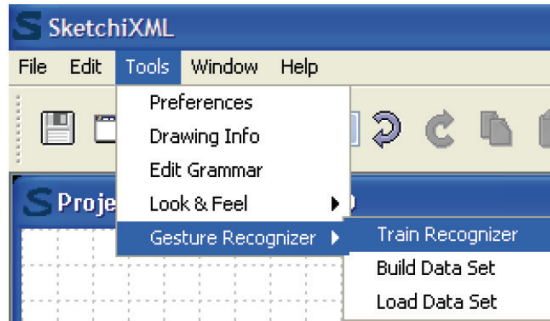 SketchiXML
File Edit Tools Window Help
Preferences
Drawing Info
Edit Grammar
Look & Feel
Gesture Recognizer
Train Recognizer
Build Data Set
Load Data Set